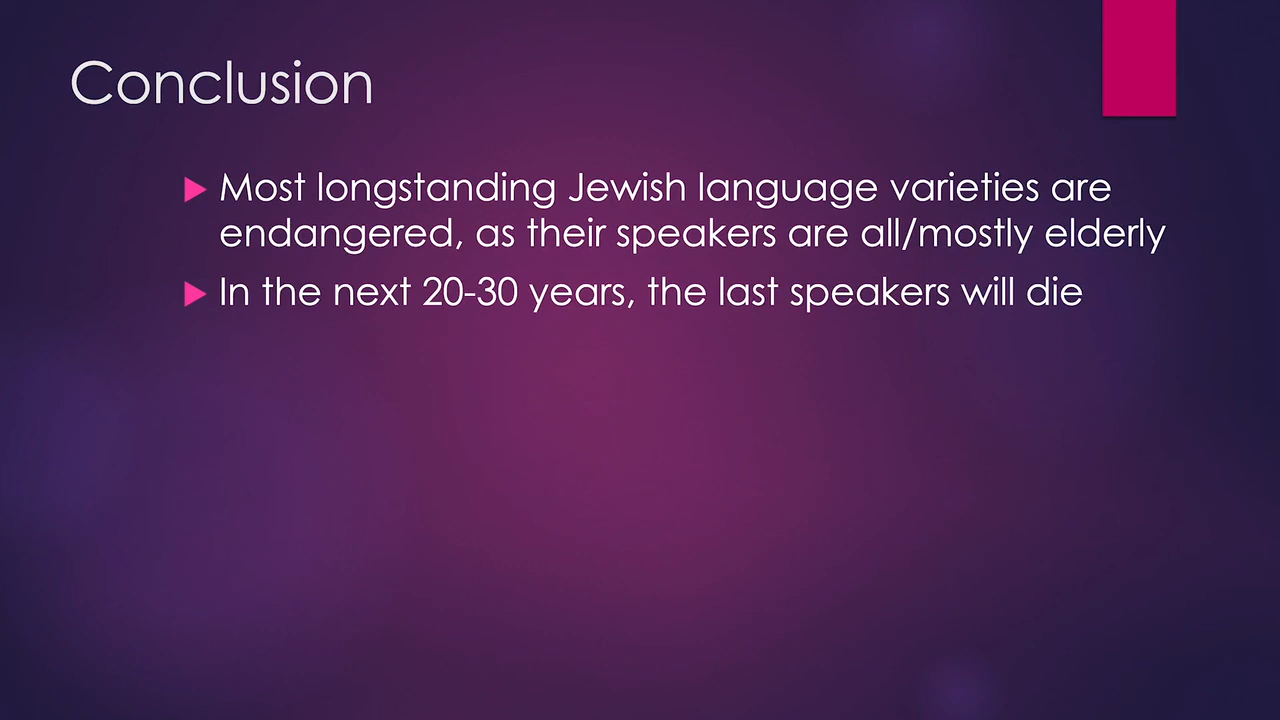 Conclusion
Most longstanding Jewish language varieties are
endangered, as their speakers are all/mostly elderly
In the next 20-30 years, the last speakers will die